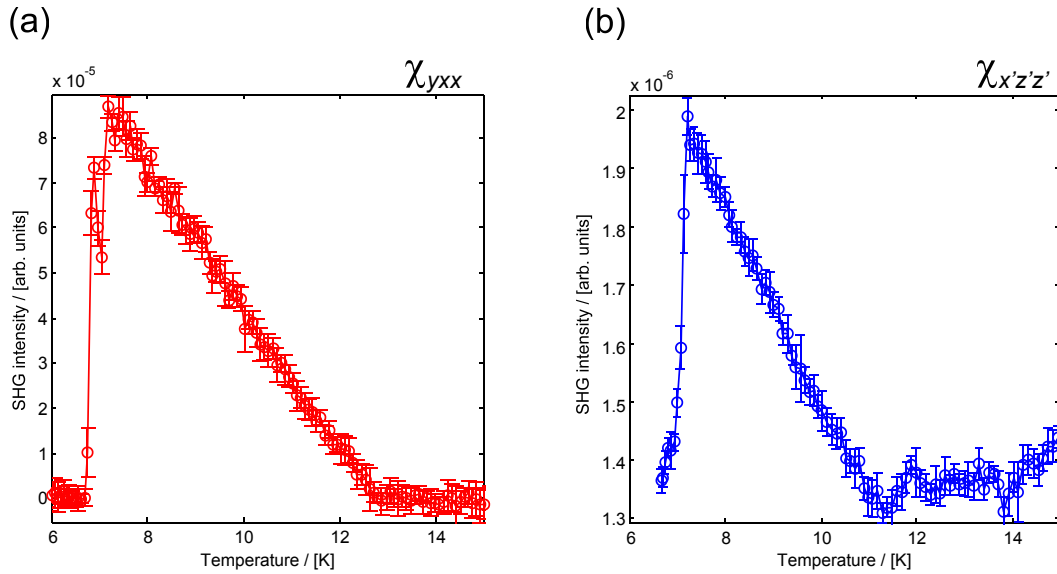 (a)
x 10⁻⁵
χyxx
SHG intensity / [arb. units]
8
7
6
5
4
3
2
1
0
6 8 10 12 14
Temperature / [K]
(b)
x 10⁻⁶
χx'z'z'
SHG intensity / [arb. units]
2
1.9
1.8
1.7
1.6
1.5
1.4
1.3
6 8 10 12 14
Temperature / [K]